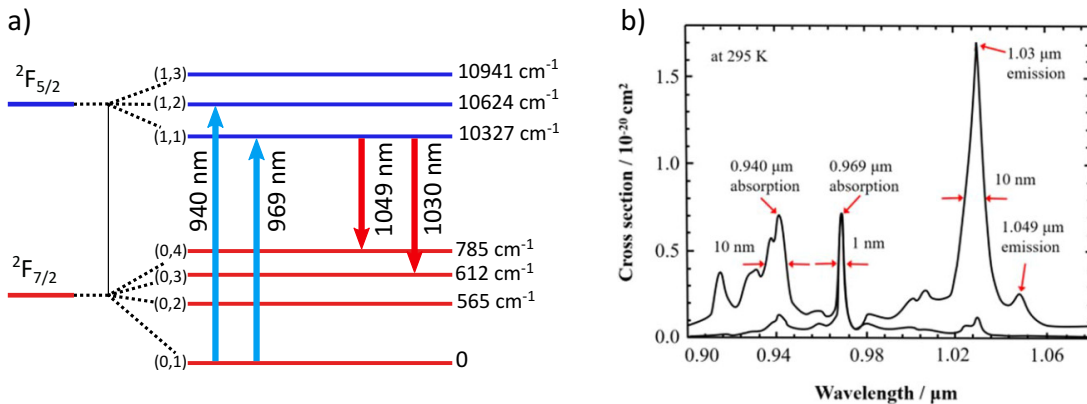 a)
²F₅/₂
(1,3)
10941 cm⁻¹
(1,2)
10624 cm⁻¹
(1,1)
10327 cm⁻¹
940 nm
969 nm
1049 nm
1030 nm
²F₇/₂
(0,4)
785 cm⁻¹
(0,3)
612 cm⁻¹
(0,2)
565 cm⁻¹
(0,1)
0
b)
at 295 K
1.03 μm
emission
0.940 μm
absorption
0.969 μm
absorption
10 nm
1.049 μm
emission
10 nm
1 nm
Cross section / 10⁻²⁰ cm²
1.5
1.0
0.5
0.0
0.90
0.94
0.98
1.02
1.06
Wavelength / μm